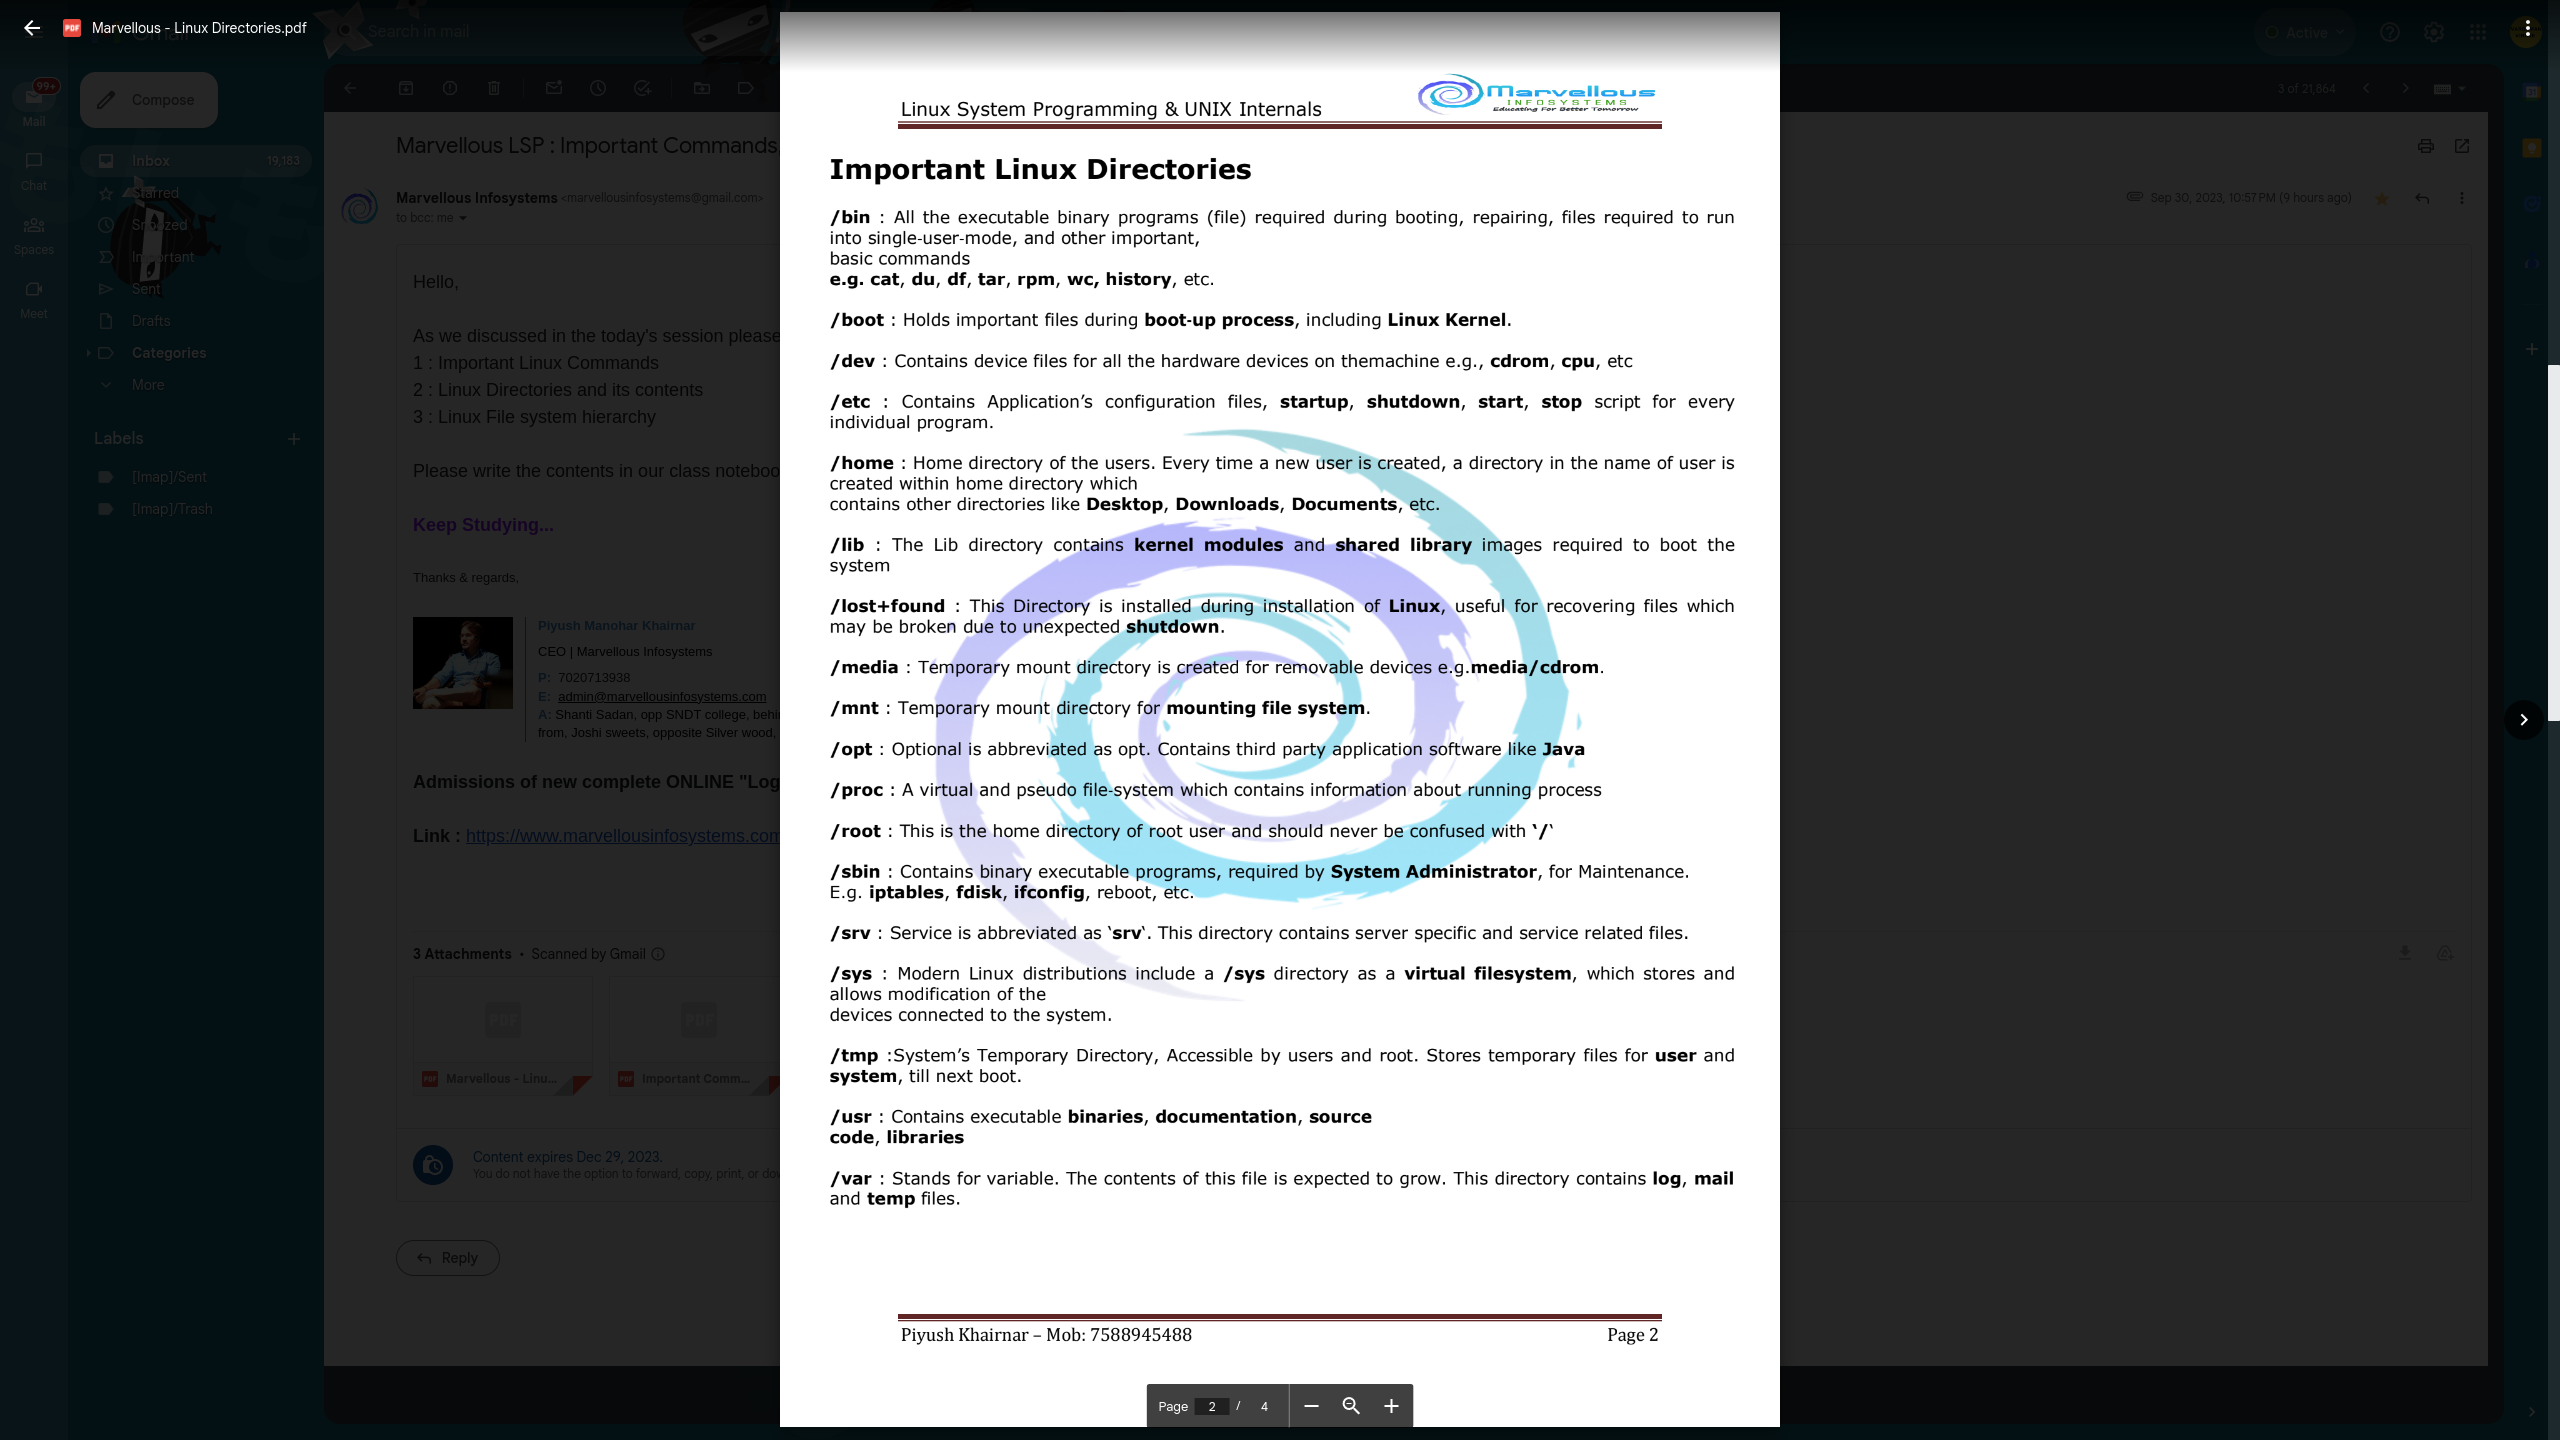 Marvellous - Linux Directories.pdf
Search in mail
Active
99+
Mail
Chat
Spaces
Meet
Compose
Inbox 19,183
Starred
Snoozed
Important
Sent
Drafts
Categories
More
Labels
[Imap]/Sent
[Imap]/Trash
3 of 21,864
Marvellous LSP : Important Commands
Marvellous Infosystems <marvellousinfosystems@gmail.com>
to bcc: me
Sep 30, 2023, 10:57 PM (9 hours ago)
Hello,
As we discussed in the today's session please
1 : Important Linux Commands
2 : Linux Directories and its contents
3 : Linux File system hierarchy
Please write the contents in our class noteboo
Keep Studying...
Thanks & regards,
Piyush Manohar Khairnar
CEO | Marvellous Infosystems
P: 7020713938
E: admin@marvellousinfosystems.com
A: Shanti Sadan, opp SNDT college, behi
from, Joshi sweets, opposite Silver wood,
Admissions of new complete ONLINE "Log
Link : https://www.marvellousinfosystems.com
3 Attachments • Scanned by Gmail
PDF
PDF
PDF Marvellous - Linu...
PDF Important Comm...
Content expires Dec 29, 2023.
You do not have the option to forward, copy, print, or dow
Reply
Linux System Programming & UNIX Internals
Marvellous
INFOSYSTEMS
Educating For Better Tomorrow
Important Linux Directories
/bin : All the executable binary programs (file) required during booting, repairing, files required to run
into single-user-mode, and other important,
basic commands
e.g. cat, du, df, tar, rpm, wc, history, etc.
/boot : Holds important files during boot-up process, including Linux Kernel.
/dev : Contains device files for all the hardware devices on themachine e.g., cdrom, cpu, etc
/etc : Contains Application’s configuration files, startup, shutdown, start, stop script for every
individual program.
/home : Home directory of the users. Every time a new user is created, a directory in the name of user is
created within home directory which
contains other directories like Desktop, Downloads, Documents, etc.
/lib : The Lib directory contains kernel modules and shared library images required to boot the
system
/lost+found : This Directory is installed during installation of Linux, useful for recovering files which
may be broken due to unexpected shutdown.
/media : Temporary mount directory is created for removable devices e.g.media/cdrom.
/mnt : Temporary mount directory for mounting file system.
/opt : Optional is abbreviated as opt. Contains third party application software like Java
/proc : A virtual and pseudo file-system which contains information about running process
/root : This is the home directory of root user and should never be confused with ‘/‘
/sbin : Contains binary executable programs, required by System Administrator, for Maintenance.
E.g. iptables, fdisk, ifconfig, reboot, etc.
/srv : Service is abbreviated as ‘srv‘. This directory contains server specific and service related files.
/sys : Modern Linux distributions include a /sys directory as a virtual filesystem, which stores and
allows modification of the
devices connected to the system.
/tmp :System’s Temporary Directory, Accessible by users and root. Stores temporary files for user and
system, till next boot.
/usr : Contains executable binaries, documentation, source
code, libraries
/var : Stands for variable. The contents of this file is expected to grow. This directory contains log, mail
and temp files.
Piyush Khairnar – Mob: 7588945488 Page 2
Page 2 / 4